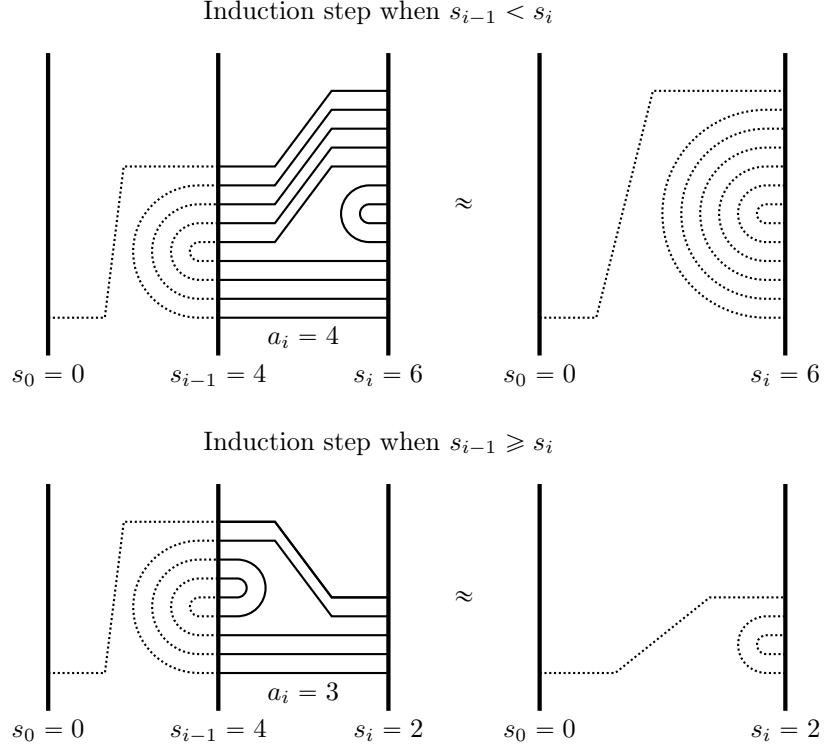 Induction step when $s_{i-1} < s_i$
≈
$a_i = 4$
$s_0 = 0$ $s_{i-1} = 4$ $s_i = 6$ $s_0 = 0$ $s_i = 6$
Induction step when $s_{i-1} \geqslant s_i$
≈
$a_i = 3$
$s_0 = 0$ $s_{i-1} = 4$ $s_i = 2$ $s_0 = 0$ $s_i = 2$